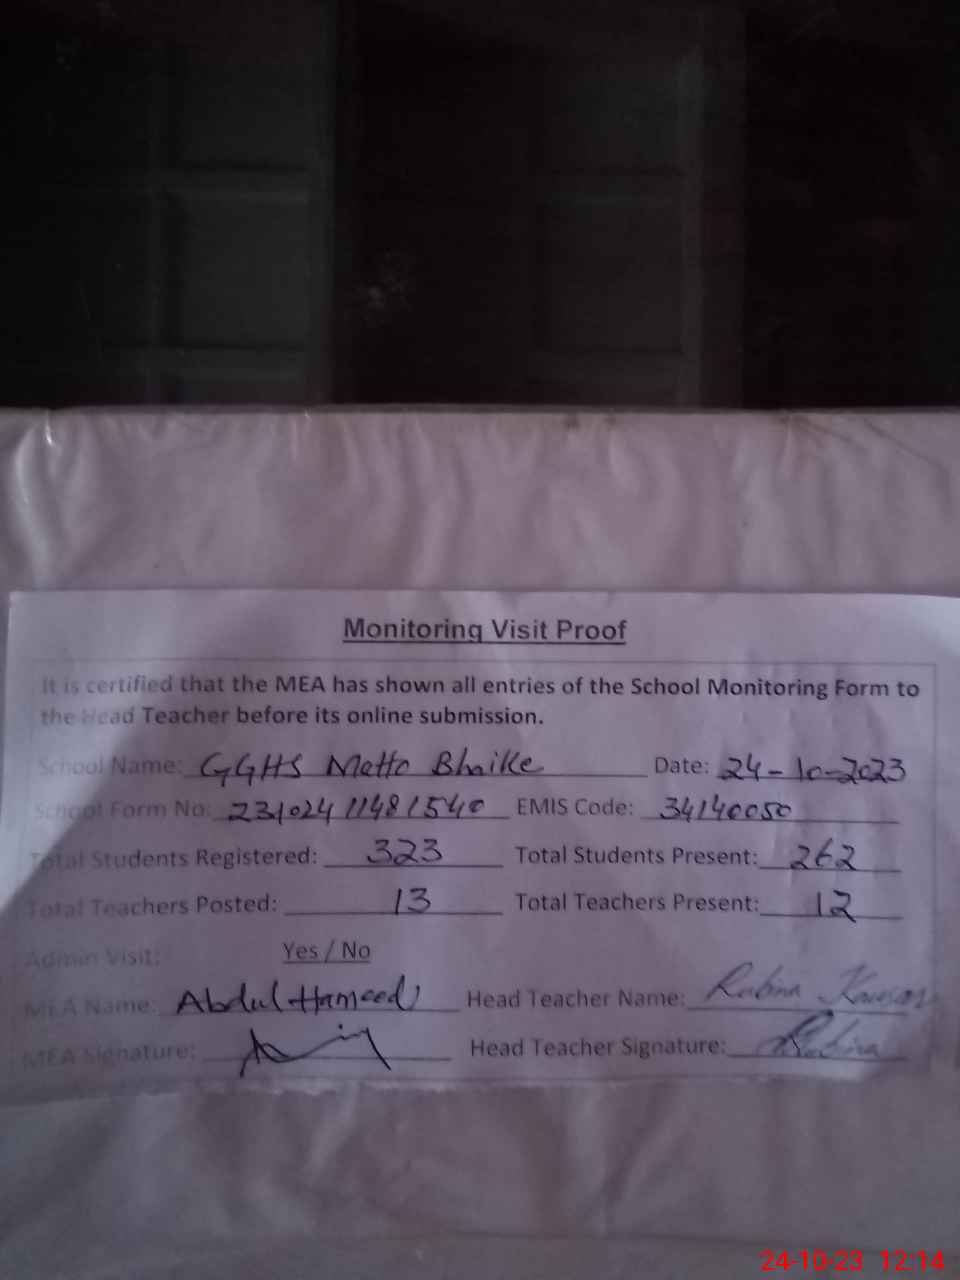 Monitoring Visit Proof
It is certified that the MEA has shown all entries of the School Monitoring Form to
the Head Teacher before its online submission.
School Name: GGHS Matto Bhaike Date: 24-10-2023
School Form No: 23102411481540 EMIS Code: 34140050
Total Students Registered: 323 Total Students Present: 262
Total Teachers Posted: 13 Total Teachers Present: 12
Admin Visit: Yes / No
MEA Name: Abdul Hameed Head Teacher Name: Rubina Kausar
MEA Signature: Head Teacher Signature: Rubina
24-10-23 12:14